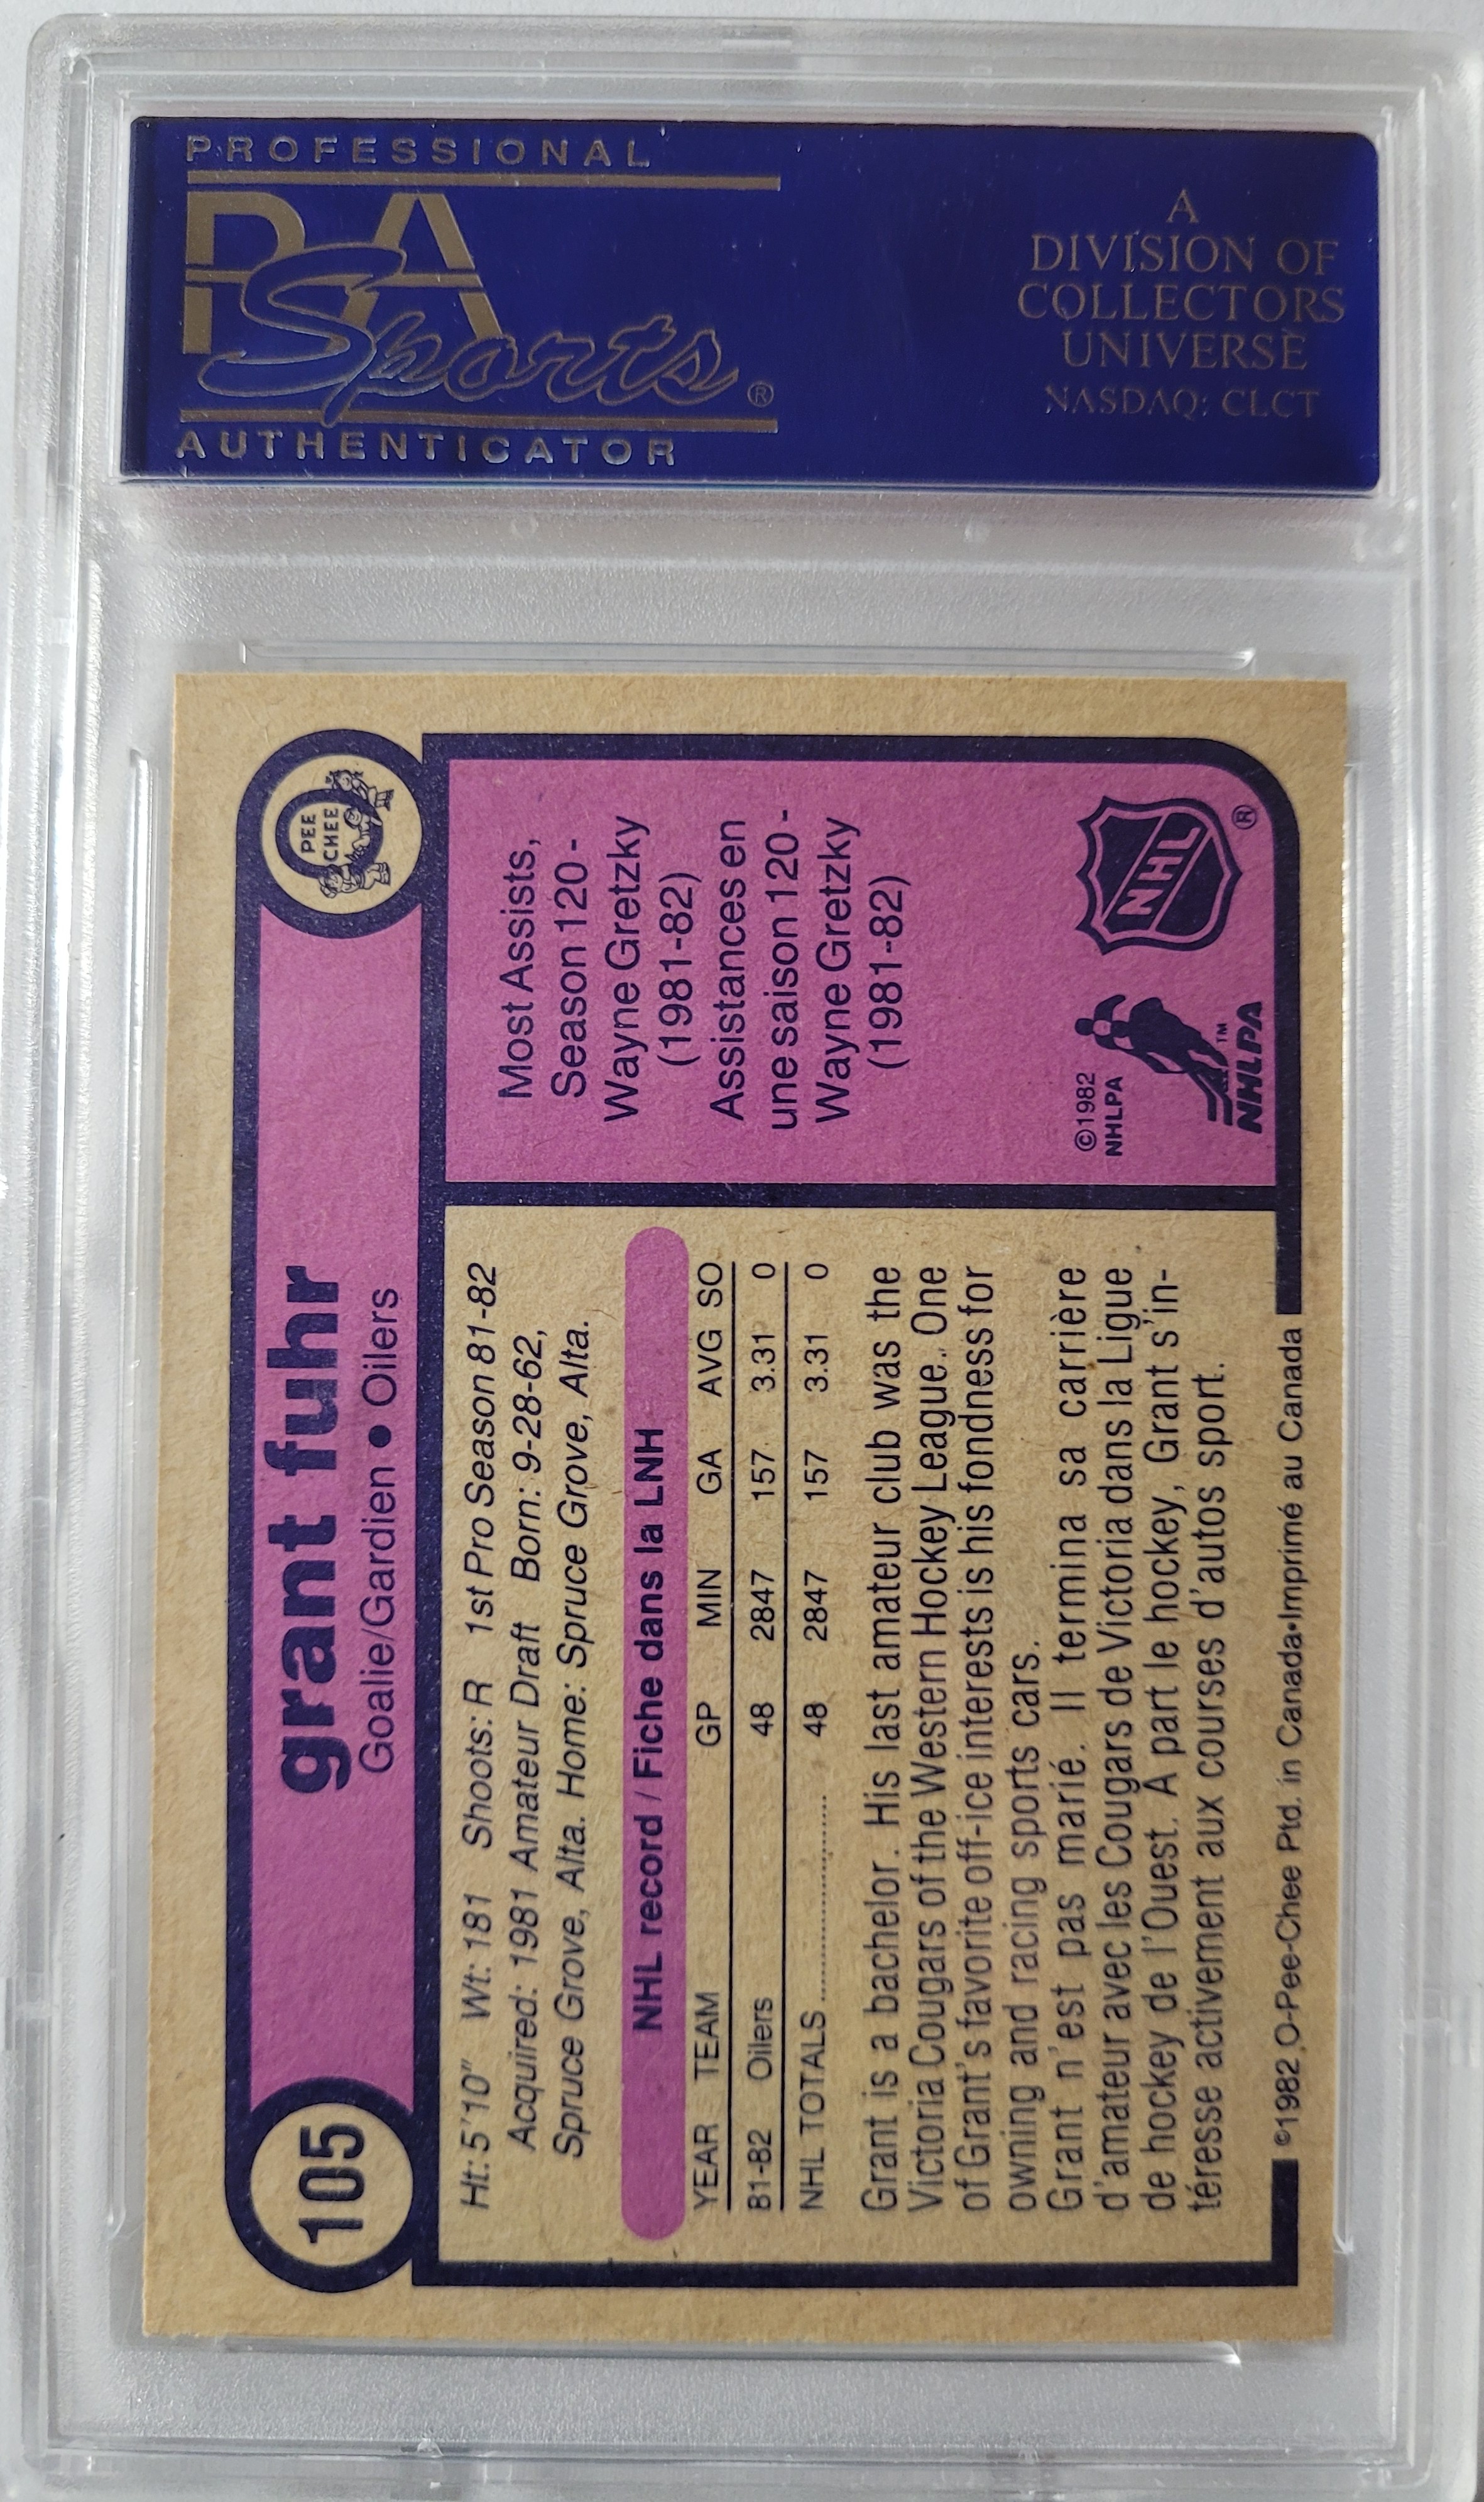 PROFESSIONAL
PSA
Sports®
AUTHENTICATOR
A
DIVISION OF
COLLECTORS
UNIVERSE
NASDAQ: CLCT
105
grant fuhr
Goalie/Gardien ● Oilers
PEE
CHEE
Ht: 5'10" Wt: 181 Shoots: R 1st Pro Season 81-82
Acquired: 1981 Amateur Draft Born: 9-28-62,
Spruce Grove, Alta. Home: Spruce Grove, Alta.
NHL record / Fiche dans la LNH
YEAR TEAM GP MIN GA AVG SO
81-82 Oilers 48 2847 157 3.31 0
NHL TOTALS .................... 48 2847 157 3.31 0
Grant is a bachelor. His last amateur club was the
Victoria Cougars of the Western Hockey League. One
of Grant's favorite off-ice interests is his fondness for
owning and racing sports cars.
Grant n'est pas marié. Il termina sa carrière
d'amateur avec les Cougars de Victoria dans la Ligue
de hockey de l'Ouest. A part le hockey, Grant s'in-
téresse activement aux courses d'autos sport.
Most Assists,
Season 120 -
Wayne Gretzky
(1981-82)
Assistances en
une saison 120 -
Wayne Gretzky
(1981-82)
©1982
NHLPA
NHLPA™
NHL®
©1982 O-Pee-Chee Ptd. in Canada•Imprimé au Canada